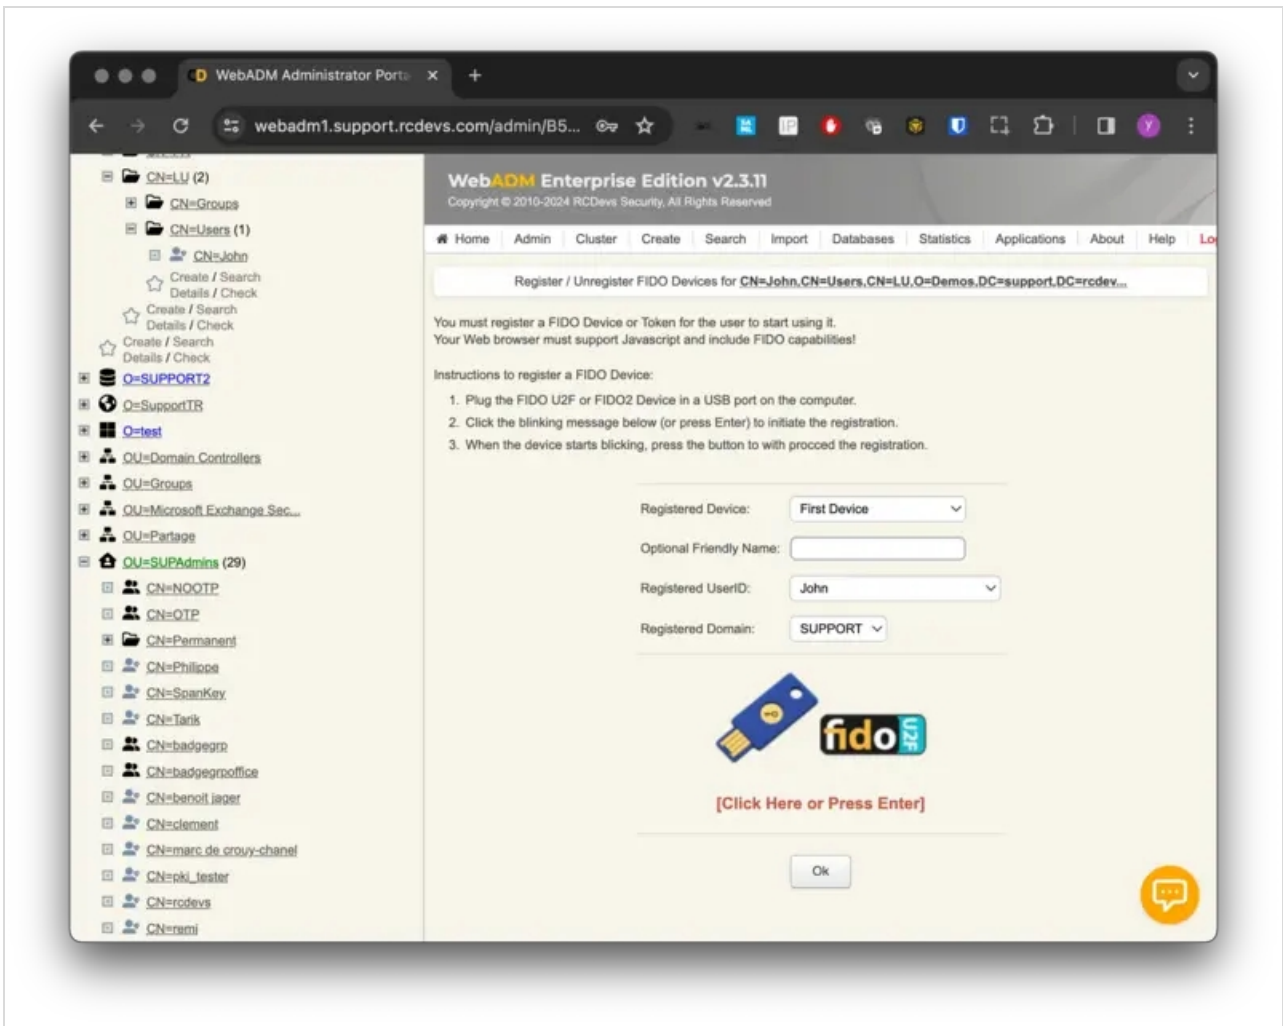 WebADM Administrator Porta
webadm1.support.rcdevs.com/admin/B5...
CN=LU (2)
CN=Groups
CN=Users (1)
CN=John
Create / Search
Details / Check
Create / Search
Details / Check
Create / Search
Details / Check
O=SUPPORT2
O=SupportTR
O=test
OU=Domain Controllers
OU=Groups
OU=Microsoft Exchange Sec...
OU=Partage
OU=SUPAdmins (29)
CN=NOOTP
CN=OTP
CN=Permanent
CN=Philippe
CN=SpanKey
CN=Tarik
CN=badgegrp
CN=badgegrpoffice
CN=benoit jager
CN=clement
CN=marc de crouy-chanel
CN=pki_tester
CN=rcdevs
CN=remi
WebADM Enterprise Edition v2.3.11
Copyright © 2010-2024 RCDevs Security, All Rights Reserved
Home Admin Cluster Create Search Import Databases Statistics Applications About Help Lo
Register / Unregister FIDO Devices for CN=John,CN=Users,CN=LU,O=Demos,DC=support,DC=rcdev...
You must register a FIDO Device or Token for the user to start using it.
Your Web browser must support Javascript and include FIDO capabilities!
Instructions to register a FIDO Device:
1. Plug the FIDO U2F or FIDO2 Device in a USB port on the computer.
2. Click the blinking message below (or press Enter) to initiate the registration.
3. When the device starts blicking, press the button to with procced the registration.
Registered Device: First Device
Optional Friendly Name:
Registered UserID: John
Registered Domain: SUPPORT
fido U2F
[Click Here or Press Enter]
Ok